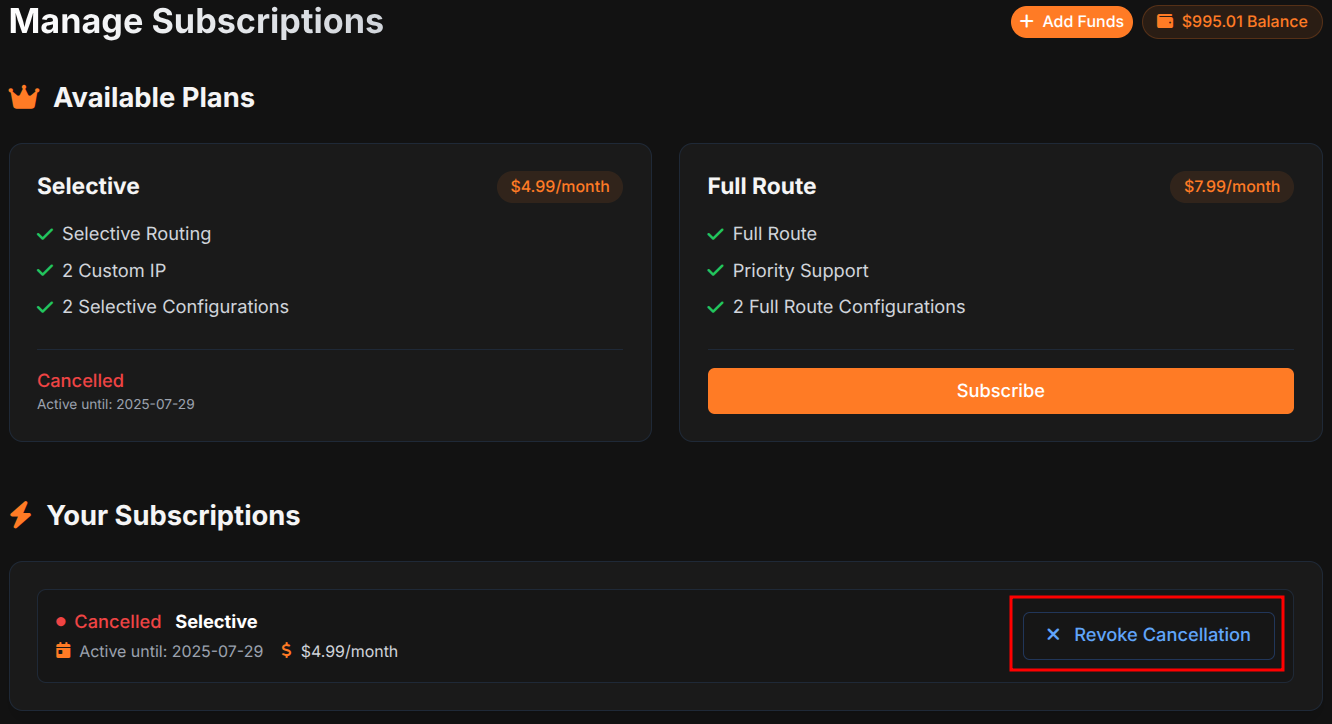 Manage Subscriptions
+ Add Funds
$995.01 Balance
Available Plans
Selective
$4.99/month
Selective Routing
2 Custom IP
2 Selective Configurations
Cancelled
Active until: 2025-07-29
Full Route
$7.99/month
Full Route
Priority Support
2 Full Route Configurations
Subscribe
Your Subscriptions
Cancelled Selective
Active until: 2025-07-29 $ $4.99/month
Revoke Cancellation